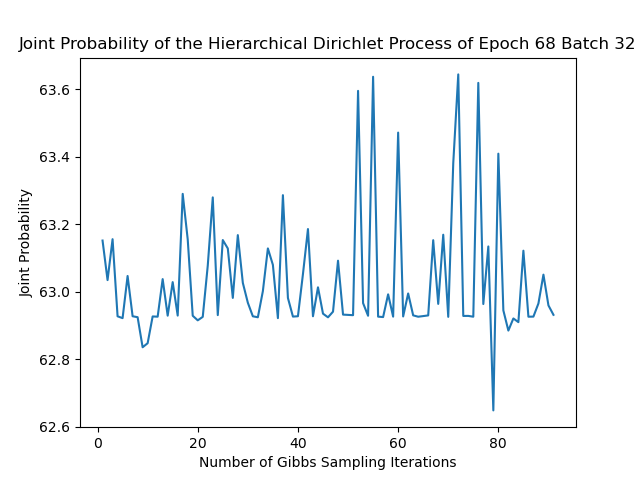 Joint Probability of the Hierarchical Dirichlet Process of Epoch 68 Batch 32
63.6
63.4
63.2
63.0
62.8
62.6
Joint Probability
0 20 40 60 80
Number of Gibbs Sampling Iterations